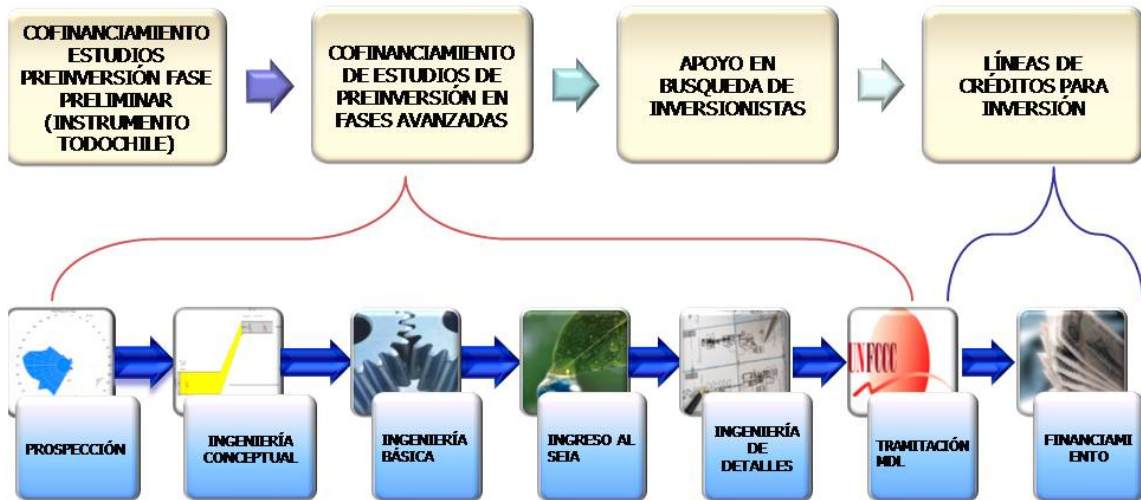 COFINANCIAMIENTO
ESTUDIOS
PREINVERSIÓN FASE
PRELIMINAR
(INSTRUMENTO
TODOCHILE)
COFINANCIAMIENTO
DE ESTUDIOS DE
PREINVERSIÓN EN
FASES AVANZADAS
APOYO EN
BUSQUEDA DE
INVERSIONISTAS
LÍNEAS DE
CRÉDITOS PARA
INVERSIÓN
PROSPECCIÓN
INGENIERÍA
CONCEPTUAL
INGENIERÍA
BÁSICA
INGRESO AL
SEIA
INGENIERÍA
DE
DETALLES
UNFCCC
TRAMITACIÓN
MDL
FINANCIAMI
ENTO